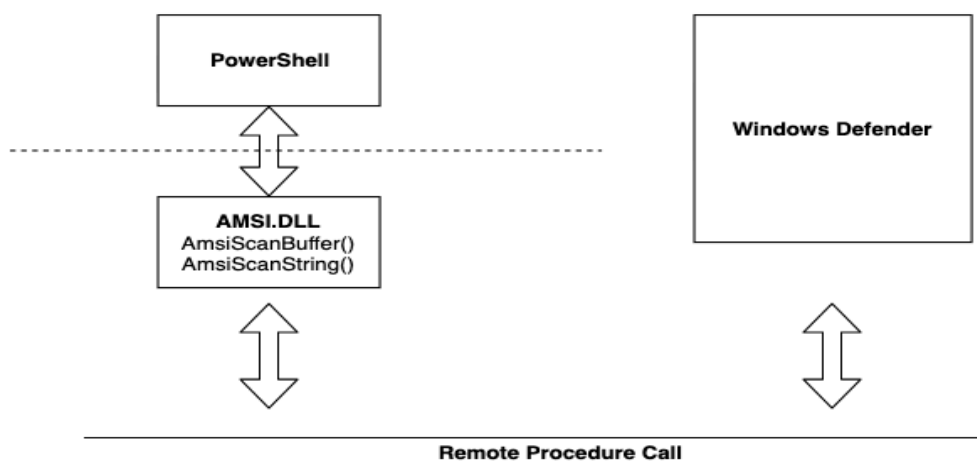 PowerShell
Windows Defender
AMSI.DLL
AmsiScanBuffer()
AmsiScanString()
Remote Procedure Call